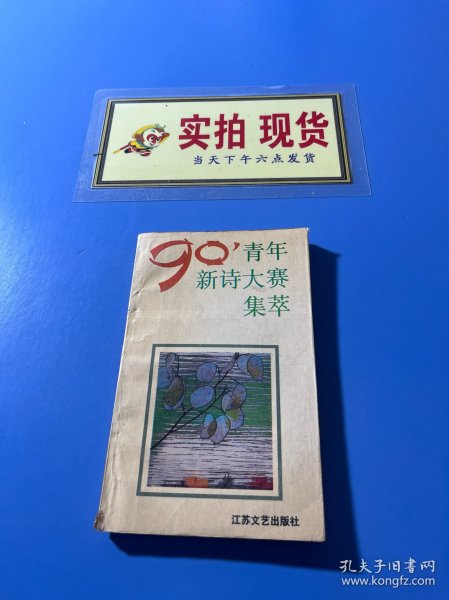 实拍 现货
当天下午六点发货
90'青年
新诗大赛
集萃
江苏文艺出版社
孔夫子旧书网
www.kongfz.com